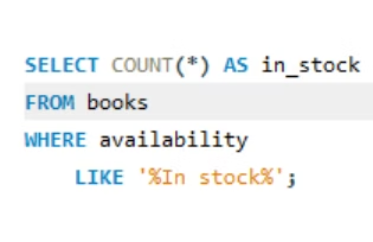 SELECT COUNT(*) AS in_stock
FROM books
WHERE availability
LIKE '%In stock%';